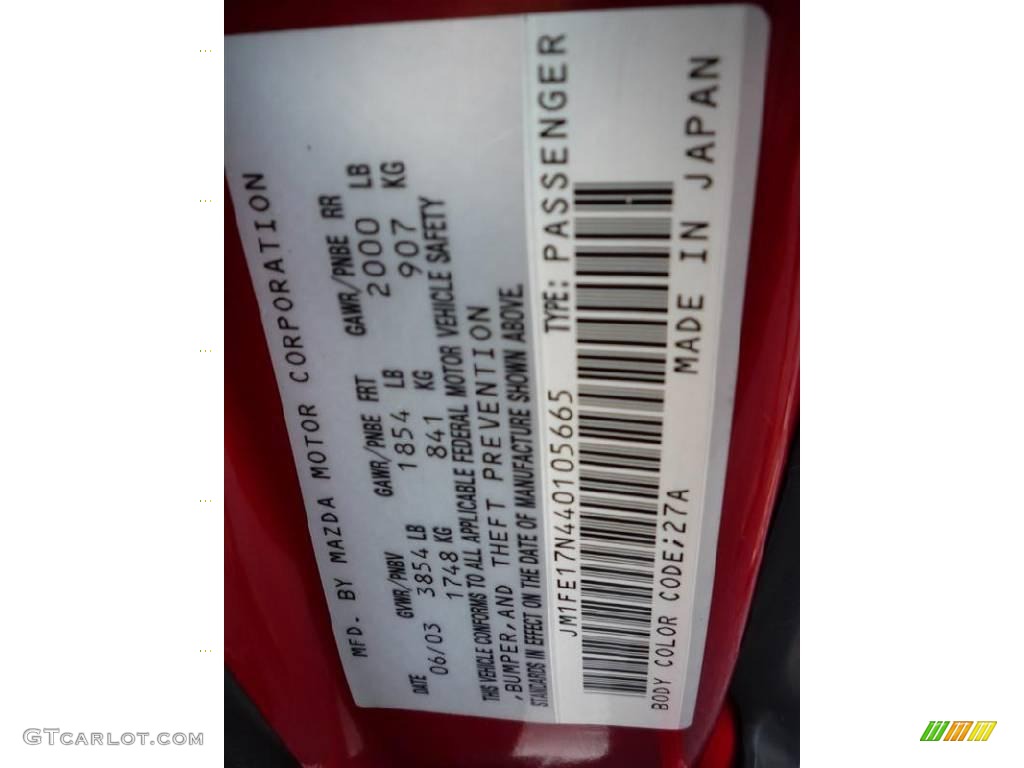 MFD. BY MAZDA MOTOR CORPORATION
DATE GVWR/PNBV GAWR/PNBE FRT GAWR/PNBE RR
06/03 3854 LB 1854 LB 2000 LB
1748 KG 841 KG 907 KG
THIS VEHICLE CONFORMS TO ALL APPLICABLE FEDERAL MOTOR VEHICLE SAFETY
,BUMPER, AND THEFT PREVENTION
STANDARDS IN EFFECT ON THE DATE OF MANUFACTURE SHOWN ABOVE.
JM1FE17N440105665 TYPE: PASSENGER
BODY COLOR CODE;27A MADE IN JAPAN
GTCARLOT.COM